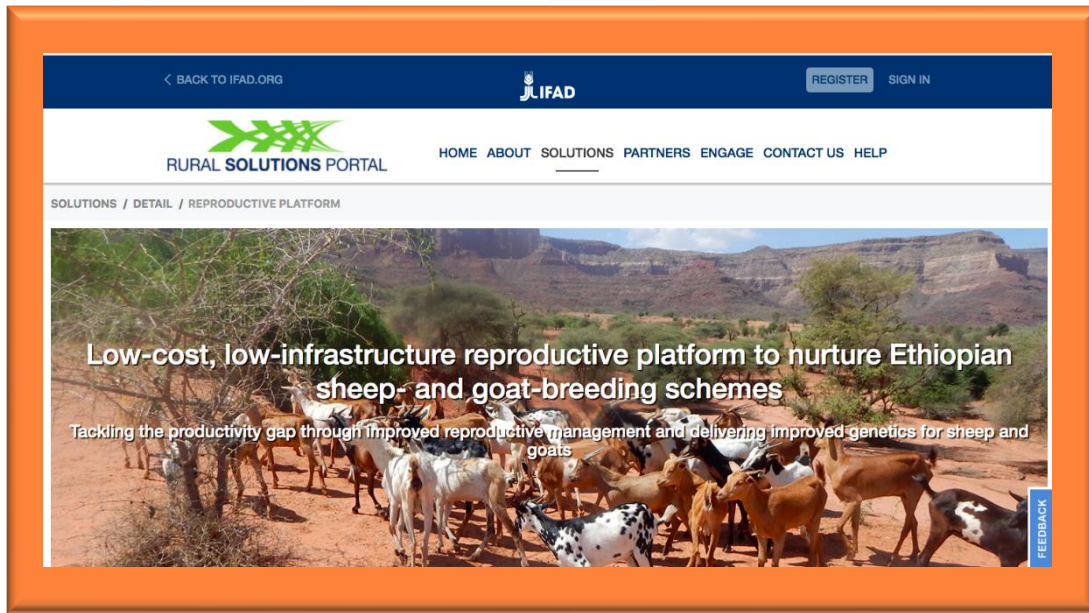 < BACK TO IFAD.ORG
JLIFAD
REGISTER SIGN IN
RURAL SOLUTIONS PORTAL
HOME ABOUT SOLUTIONS PARTNERS ENGAGE CONTACT US HELP
SOLUTIONS / DETAIL / REPRODUCTIVE PLATFORM
Low-cost, low-infrastructure reproductive platform to nurture Ethiopian
sheep- and goat-breeding schemes
Tackling the productivity gap through improved reproductive management and delivering improved genetics for sheep and
goats
FEEDBACK